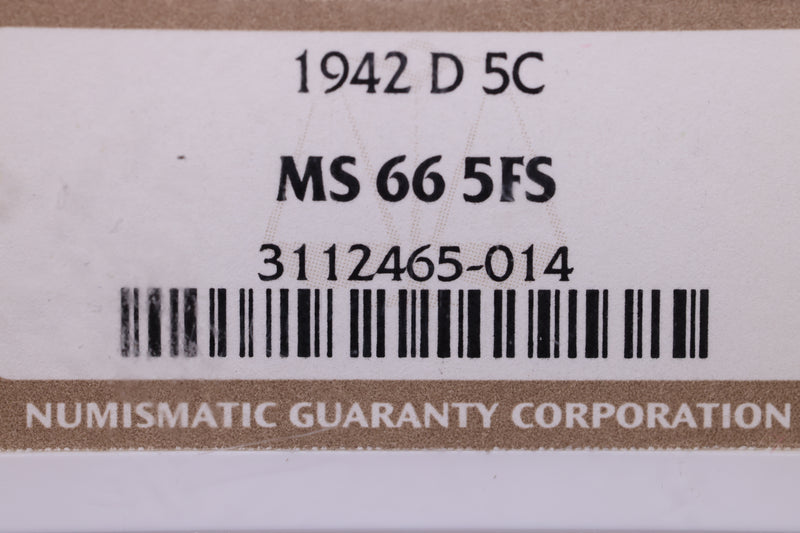 1942 D 5C
MS 66 5FS
3112465-014
NUMISMATIC GUARANTY CORPORATION